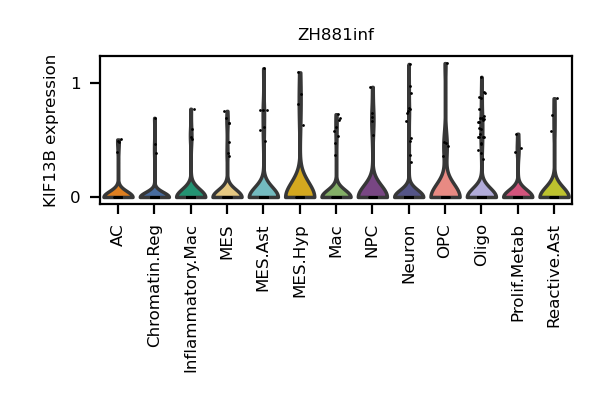 ZH881inf
KIF13B expression
1
0
AC
Chromatin.Reg
Inflammatory.Mac
MES
MES.Ast
MES.Hyp
Mac
NPC
Neuron
OPC
Oligo
Prolif.Metab
Reactive.Ast